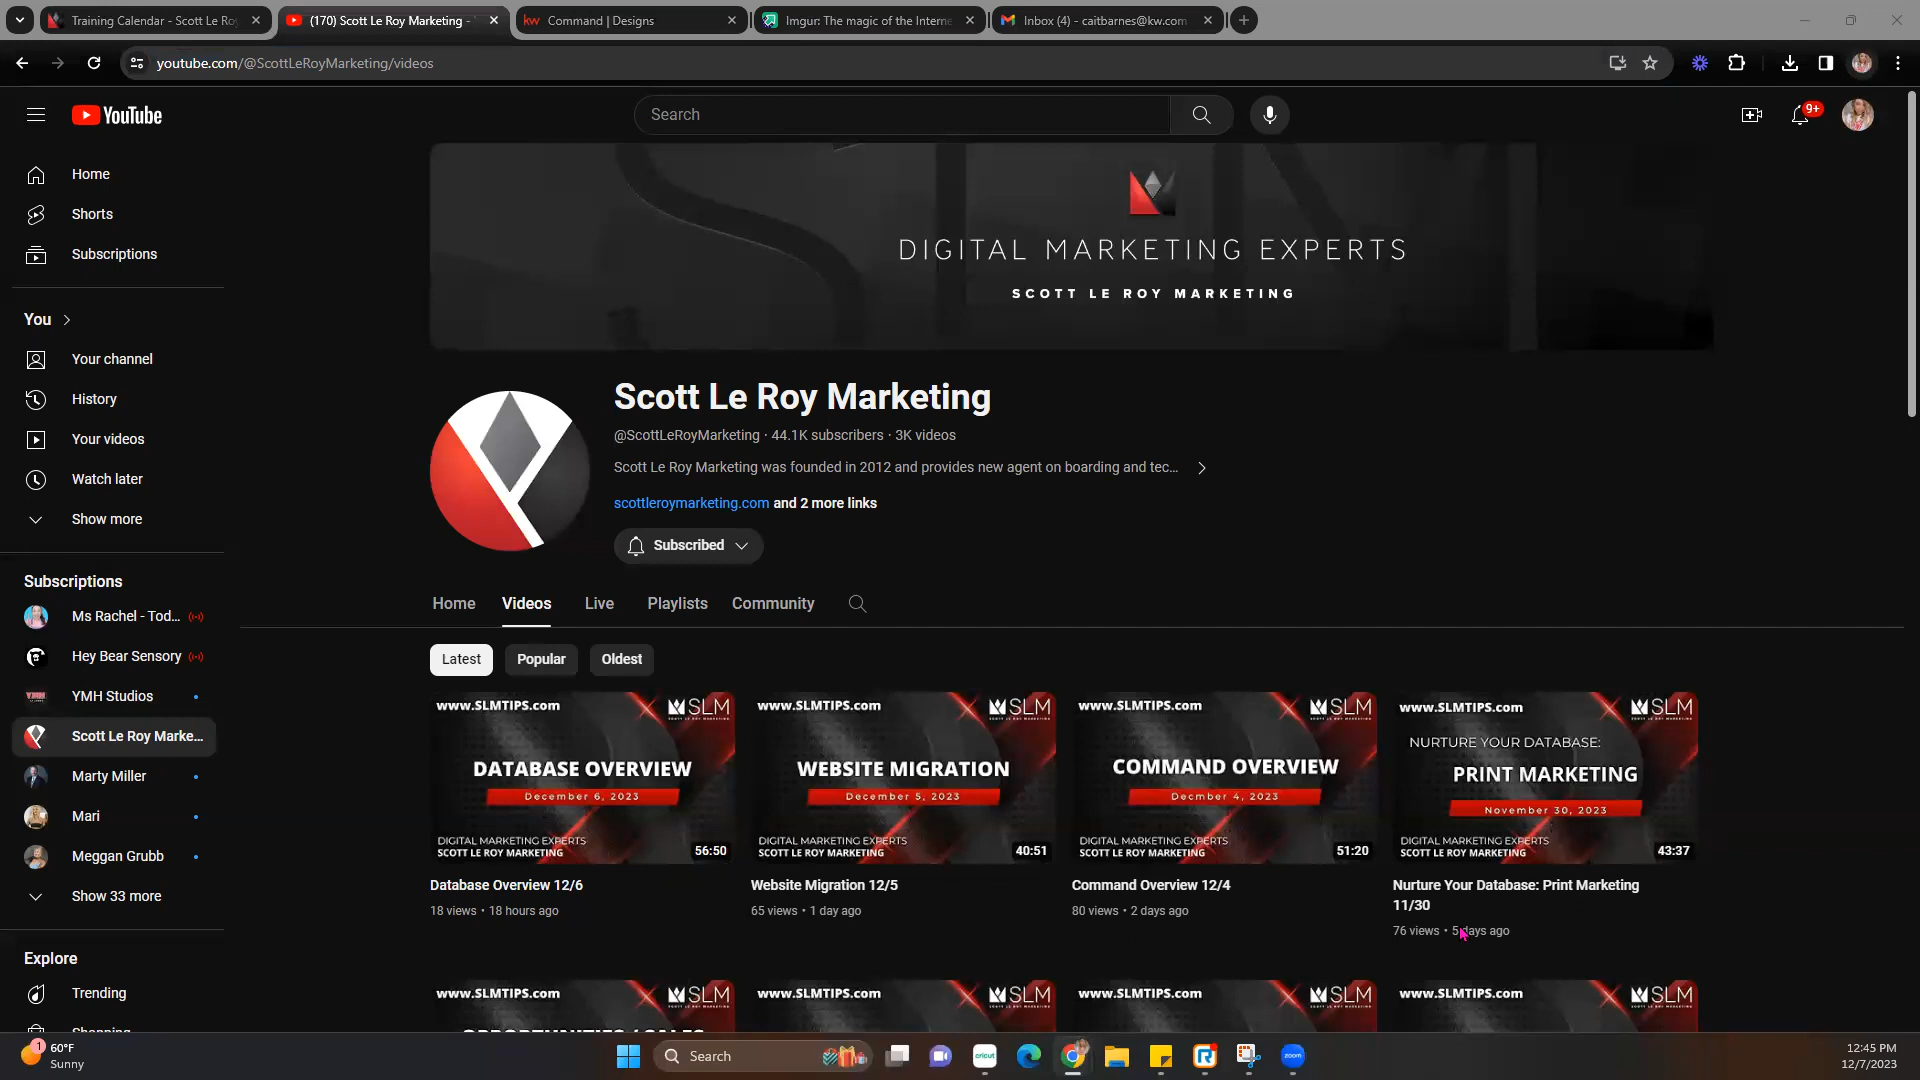 Training Calendar - Scott Le Ro
(170) Scott Le Roy Marketing -
kw Command | Designs
Imgur: The magic of the Interne
Inbox (4) - caitbarnes@kw.com
youtube.com/@ScottLeRoyMarketing/videos
YouTube
Search
9+
Home
Shorts
Subscriptions
You
Your channel
History
Your videos
Watch later
Show more
Subscriptions
Ms Rachel - Tod...
Hey Bear Sensory
YMH Studios
Scott Le Roy Marke...
Marty Miller
Mari
Meggan Grubb
Show 33 more
Explore
Trending
DIGITAL MARKETING EXPERTS
SCOTT LE ROY MARKETING
Scott Le Roy Marketing
@ScottLeRoyMarketing · 44.1K subscribers · 3K videos
Scott Le Roy Marketing was founded in 2012 and provides new agent on boarding and tec...
scottleroymarketing.com and 2 more links
Subscribed
Home Videos Live Playlists Community
Latest Popular Oldest
www.SLMTIPS.com
SLM
DATABASE OVERVIEW
December 6, 2023
DIGITAL MARKETING EXPERTS
SCOTT LE ROY MARKETING
56:50
Database Overview 12/6
18 views • 18 hours ago
www.SLMTIPS.com
SLM
WEBSITE MIGRATION
December 5, 2023
DIGITAL MARKETING EXPERTS
SCOTT LE ROY MARKETING
40:51
Website Migration 12/5
65 views • 1 day ago
www.SLMTIPS.com
SLM
COMMAND OVERVIEW
Decmber 4, 2023
DIGITAL MARKETING EXPERTS
SCOTT LE ROY MARKETING
51:20
Command Overview 12/4
80 views • 2 days ago
www.SLMTIPS.com
SLM
NURTURE YOUR DATABASE:
PRINT MARKETING
November 30, 2023
DIGITAL MARKETING EXPERTS
SCOTT LE ROY MARKETING
43:37
Nurture Your Database: Print Marketing
11/30
76 views • 5 days ago
www.SLMTIPS.com
SLM
www.SLMTIPS.com
SLM
www.SLMTIPS.com
SLM
www.SLMTIPS.com
SLM
1
60°F
Sunny
Search
cricut
zoom
12:45 PM
12/7/2023